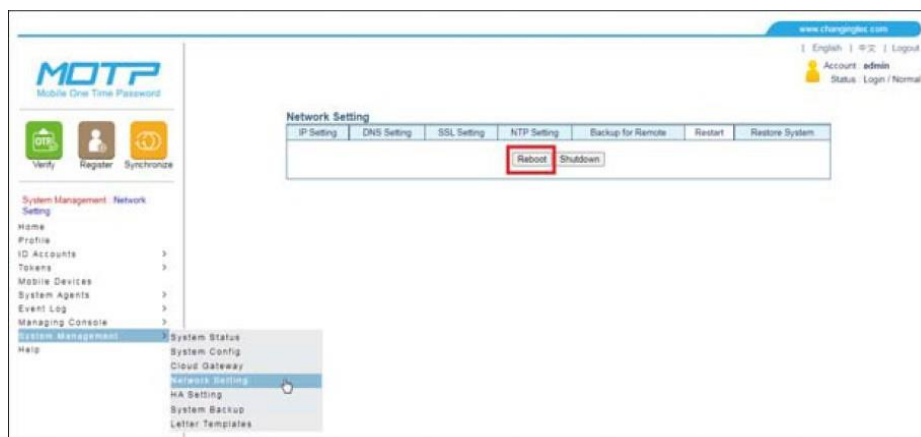 www.changingtec.com
| English | 中文 | Logout
Account : admin
Status : Login / Normal
MOTP
Mobile One Time Password
OTP
Verify Register Synchronize
Network Setting
IP Setting DNS Setting SSL Setting NTP Setting Backup for Remote Restart Restore System
Reboot Shutdown
System Management : Network
Setting
Home
Profile
ID Accounts >
Tokens >
Mobile Devices
System Agents >
Event Log >
Managing Console >
System Management >
Help
System Status
System Config
Cloud Gateway
Network Setting
HA Setting
System Backup
Letter Templates